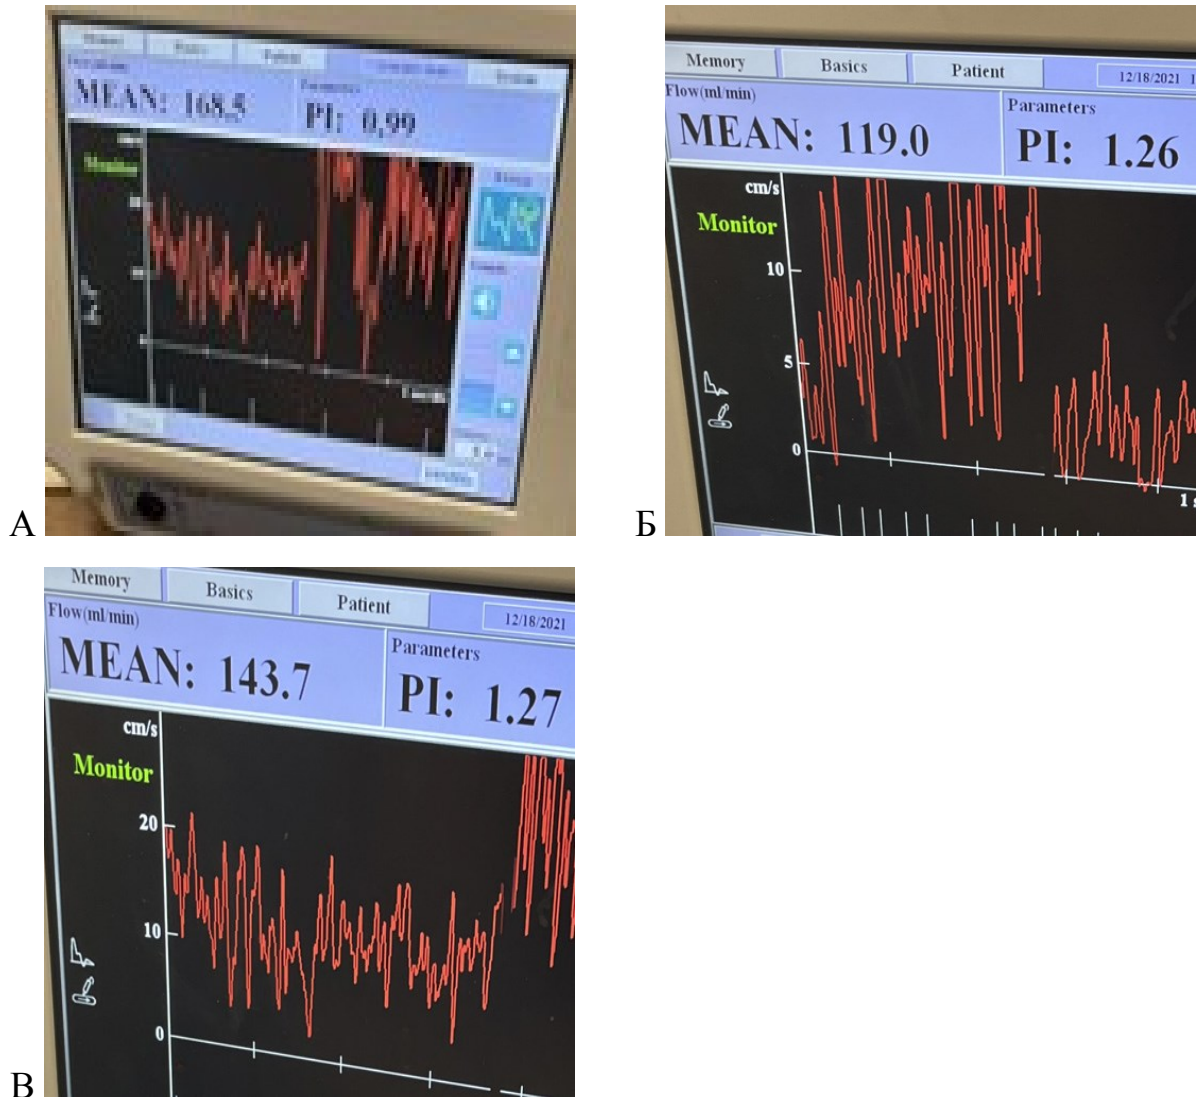 А
MEAN: 168.5
PI: 0,99
Monitor
Б
Memory Basics Patient
12/18/2021 1
Flow(ml/min)
MEAN: 119.0
Parameters
PI: 1.26
cm/s
Monitor
10
5
0
1 s
В
Memory Basics Patient
12/18/2021
Flow(ml/min)
MEAN: 143.7
Parameters
PI: 1.27
cm/s
Monitor
20
10
0